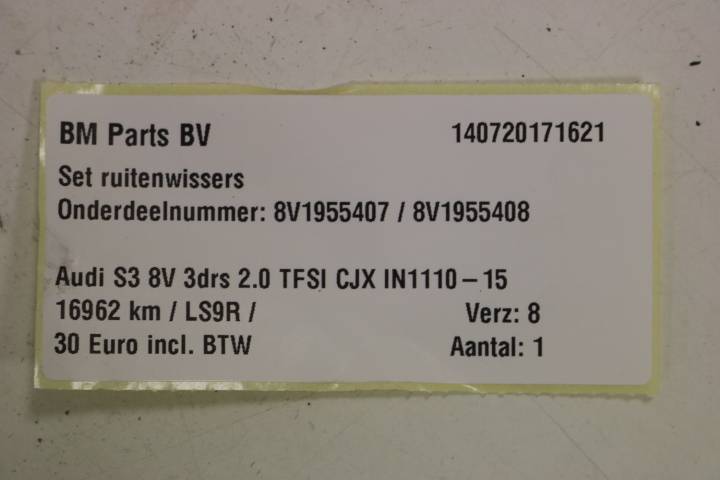 BM Parts BV 140720171621
Set ruitenwissers
Onderdeelnummer: 8V1955407 / 8V1955408
Audi S3 8V 3drs 2.0 TFSI CJX IN1110-15
16962 km / LS9R / Verz: 8
30 Euro incl. BTW Aantal: 1